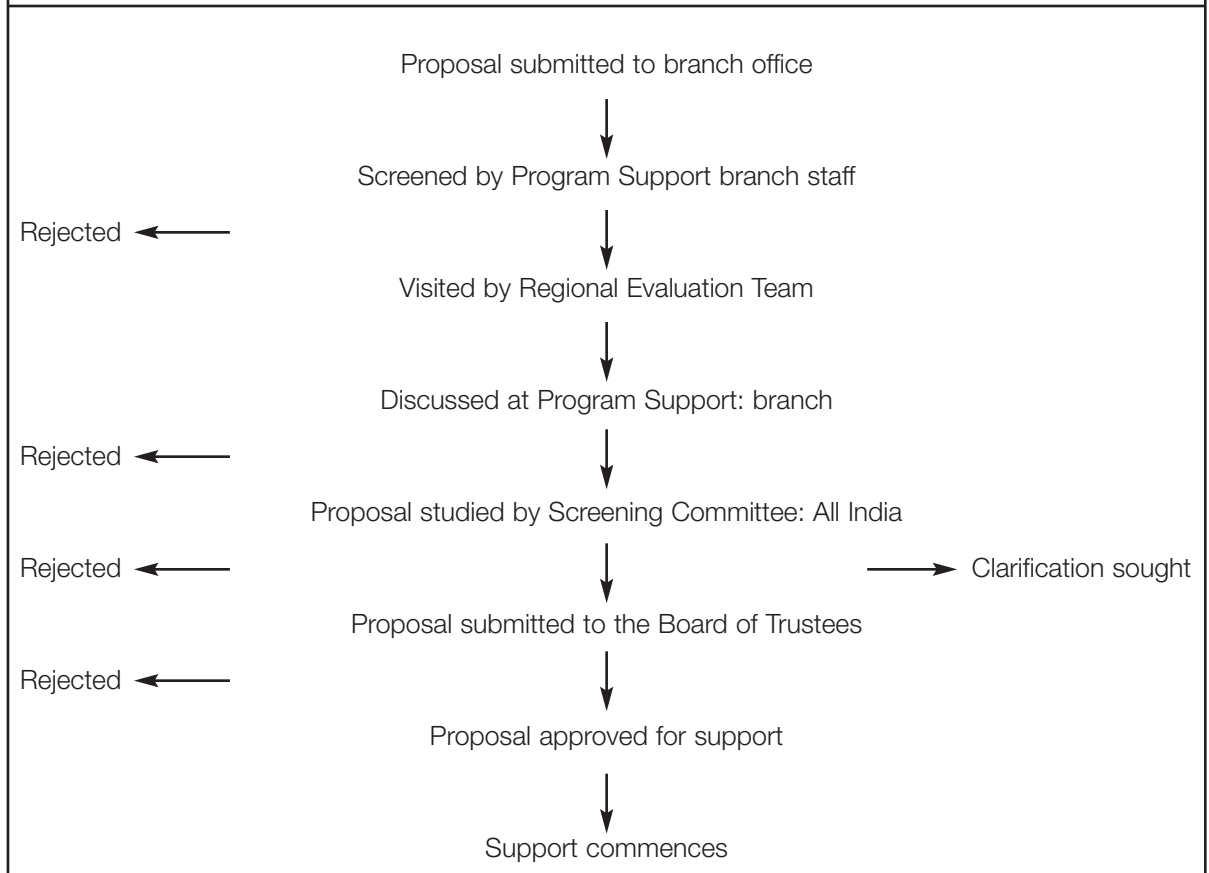 Proposal submitted to branch office
Screened by Program Support branch staff
Rejected
Visited by Regional Evaluation Team
Discussed at Program Support: branch
Rejected
Proposal studied by Screening Committee: All India
Rejected
Clarification sought
Proposal submitted to the Board of Trustees
Rejected
Proposal approved for support
Support commences